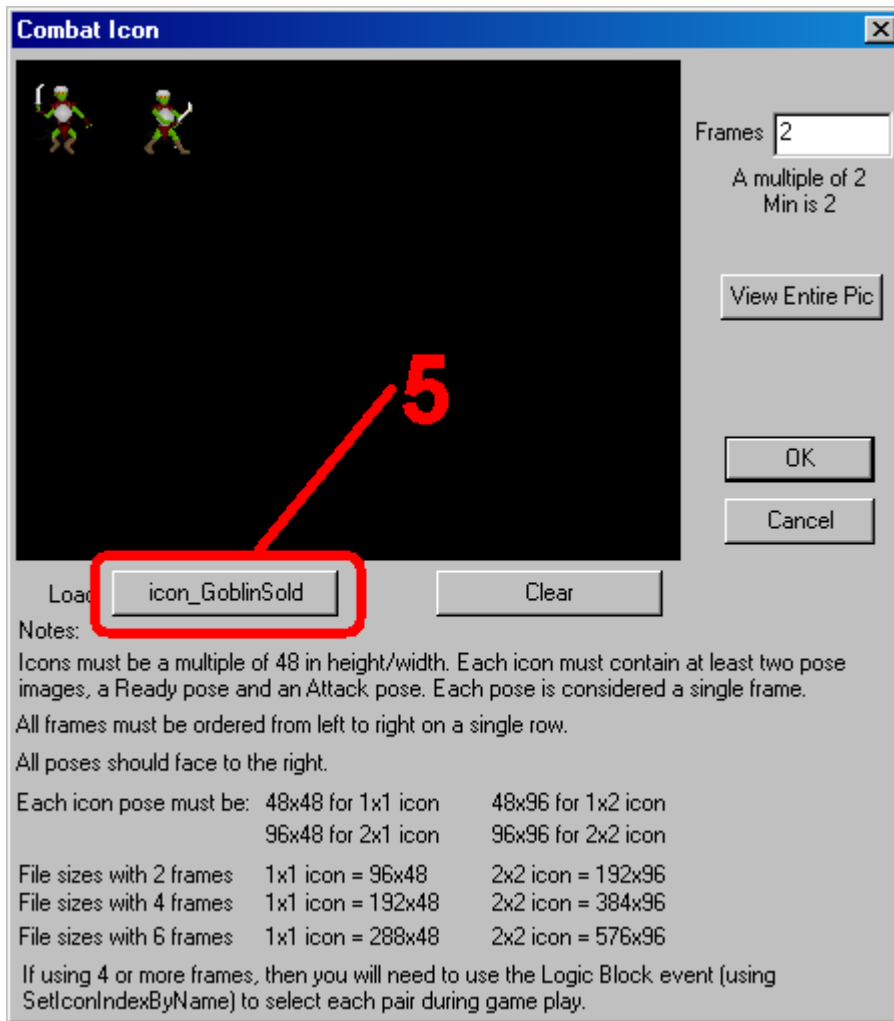 Combat Icon
Frames 2
A multiple of 2
Min is 2
View Entire Pic
5
OK
Cancel
Load icon_GoblinSold Clear
Notes:
Icons must be a multiple of 48 in height/width. Each icon must contain at least two pose
images, a Ready pose and an Attack pose. Each pose is considered a single frame.
All frames must be ordered from left to right on a single row.
All poses should face to the right.
Each icon pose must be: 48x48 for 1x1 icon 48x96 for 1x2 icon
96x48 for 2x1 icon 96x96 for 2x2 icon
File sizes with 2 frames 1x1 icon = 96x48 2x2 icon = 192x96
File sizes with 4 frames 1x1 icon = 192x48 2x2 icon = 384x96
File sizes with 6 frames 1x1 icon = 288x48 2x2 icon = 576x96
If using 4 or more frames, then you will need to use the Logic Block event (using
SetIconIndexByName) to select each pair during game play.